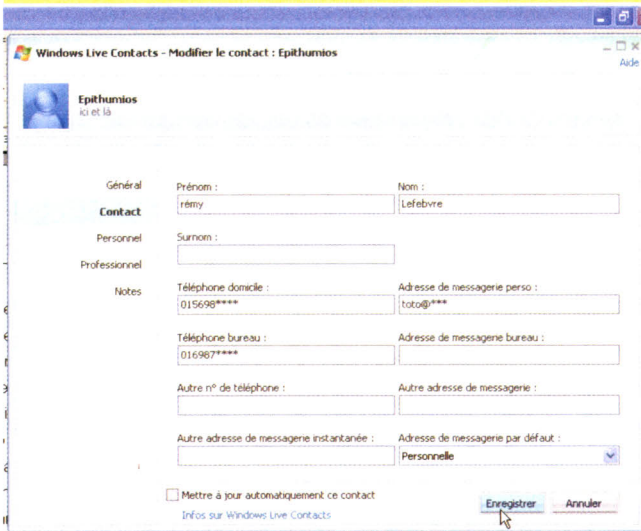 Windows Live Contacts - Modifier le contact : Epithumios
Aide
Epithumios
ici et là
Général
Contact
Personnel
Professionnel
Notes
Prénom :
Nom :
rémy
Lefebvre
Surnom :
Téléphone domicile :
Adresse de messagerie perso :
015698****
toto@***
Téléphone bureau :
Adresse de messagerie bureau :
016987****
Autre n° de téléphone :
Autre adresse de messagerie :
Autre adresse de messagerie instantanée :
Adresse de messagerie par défaut :
Personnelle
Mettre à jour automatiquement ce contact
Infos sur Windows Live Contacts
Enregistrer
Annuler